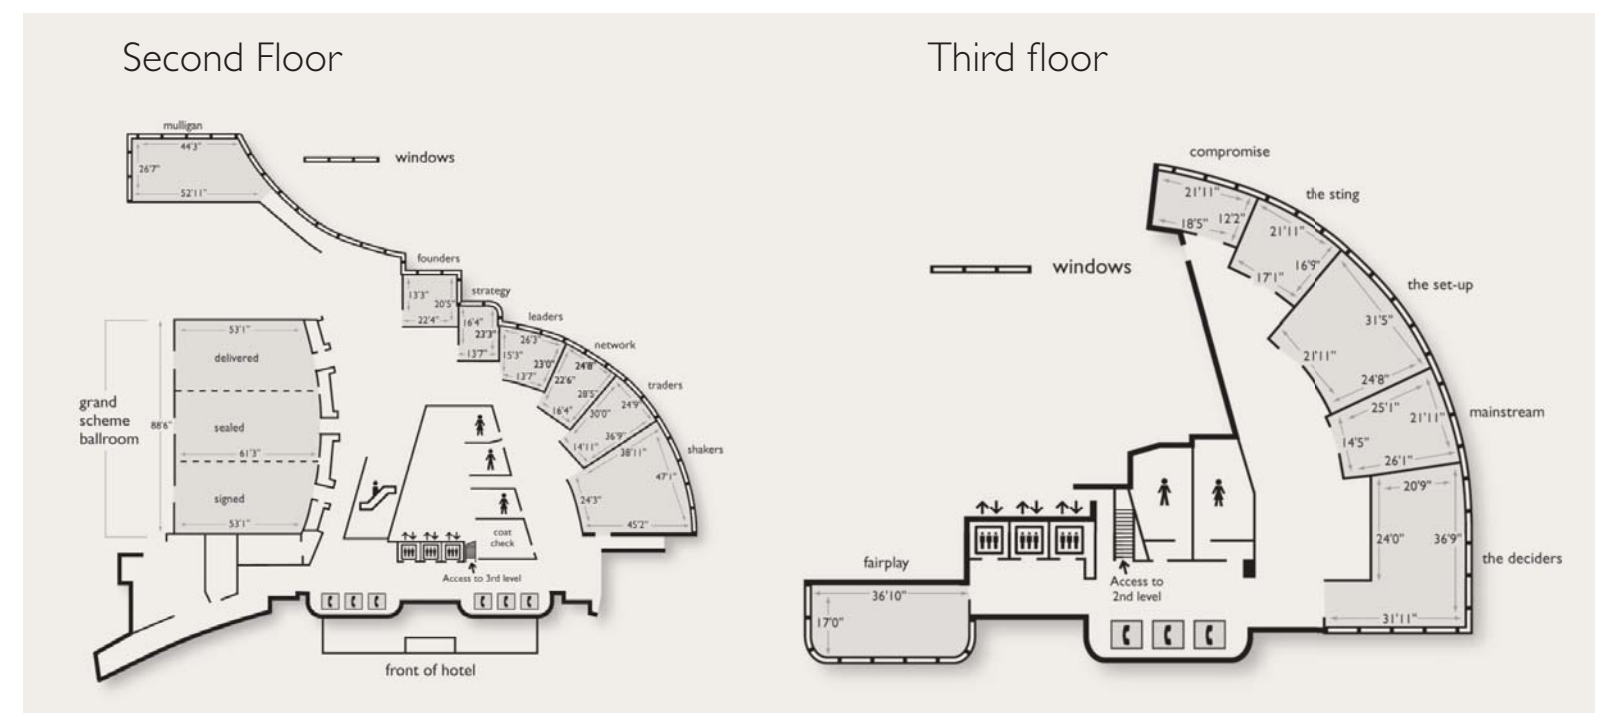 Second Floor
mulligan
44'3"
26'7"
52'11"
windows
founders
13'3"
20'5"
22'4"
strategy
16'4"
23'3"
13'7"
leaders
26'3"
15'3"
23'0"
13'7"
network
24'8"
22'6"
28'5"
16'4"
traders
24'9"
30'0"
36'9"
14'11"
shakers
38'11"
47'1"
24'3"
45'2"
grand
scheme
ballroom
88'6"
53'1"
delivered
sealed
61'3"
signed
53'1"
coat
check
Access to 3rd level
front of hotel
Third floor
compromise
21'11"
12'2"
18'5"
the sting
21'11"
16'9"
17'1"
windows
the set-up
31'5"
21'11"
24'8"
mainstream
25'1"
21'11"
14'5"
26'1"
the deciders
20'9"
24'0"
36'9"
31'11"
fairplay
36'10"
17'0"
Access to
2nd level